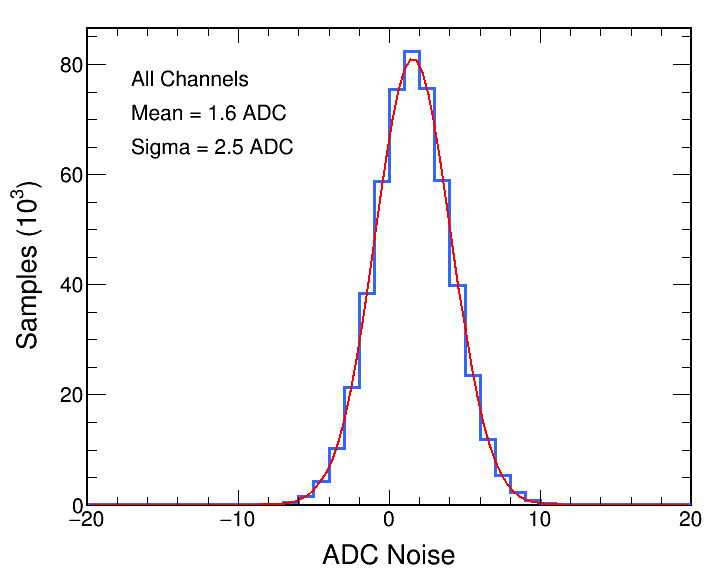 80
60
40
20
0
All Channels
Mean = 1.6 ADC
Sigma = 2.5 ADC
Samples (10³)
−20 −10 0 10 20
ADC Noise